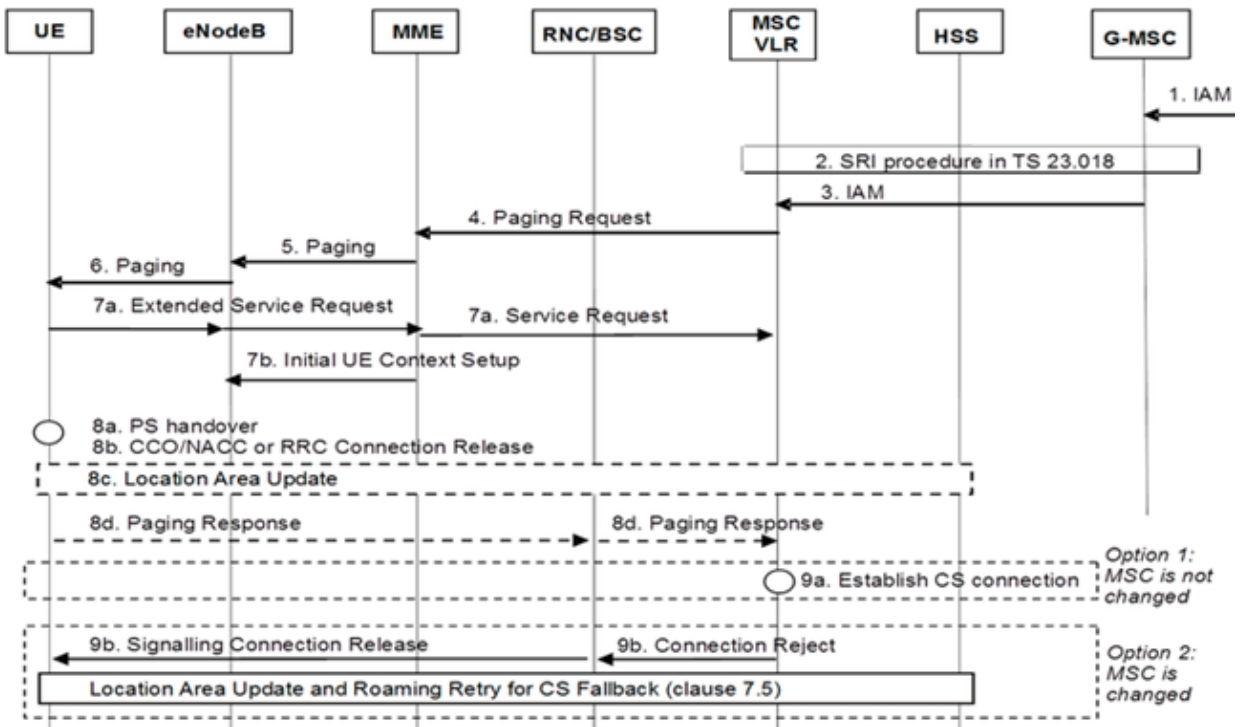 UE
eNodeB
MME
RNC/BSC
MSC
VLR
HSS
G-MSC
1. IAM
2. SRI procedure in TS 23.018
3. IAM
4. Paging Request
5. Paging
6. Paging
7a. Extended Service Request
7a. Service Request
7b. Initial UE Context Setup
8a. PS handover
8b. CCO/NACC or RRC Connection Release
8c. Location Area Update
8d. Paging Response
8d. Paging Response
Option 1:
MSC is not
changed
9a. Establish CS connection
9b. Signalling Connection Release
9b. Connection Reject
Option 2:
MSC is
changed
Location Area Update and Roaming Retry for CS Fallback (clause 7.5)